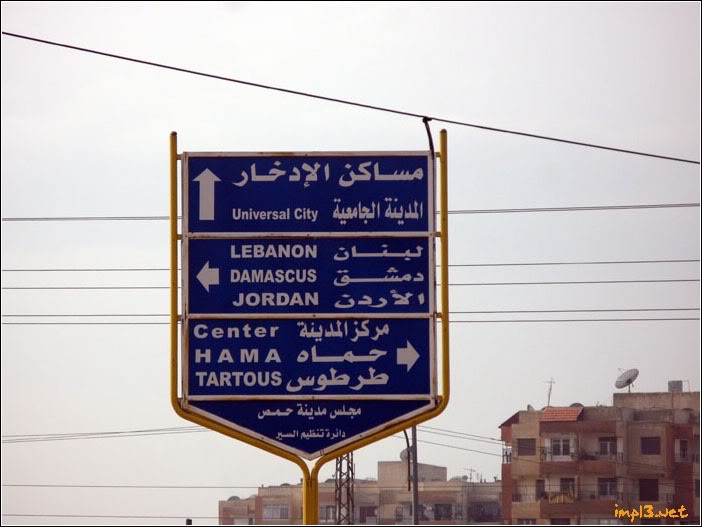 مساكن الإدخار
Universal City المدينة الجامعية
LEBANON لبنان
DAMASCUS دمشق
JORDAN الأردن
Center مركز المدينة
HAMA حماه
TARTOUS طرطوس
مجلس مدينة حمص
دائرة تنظيم السير
impl3.net